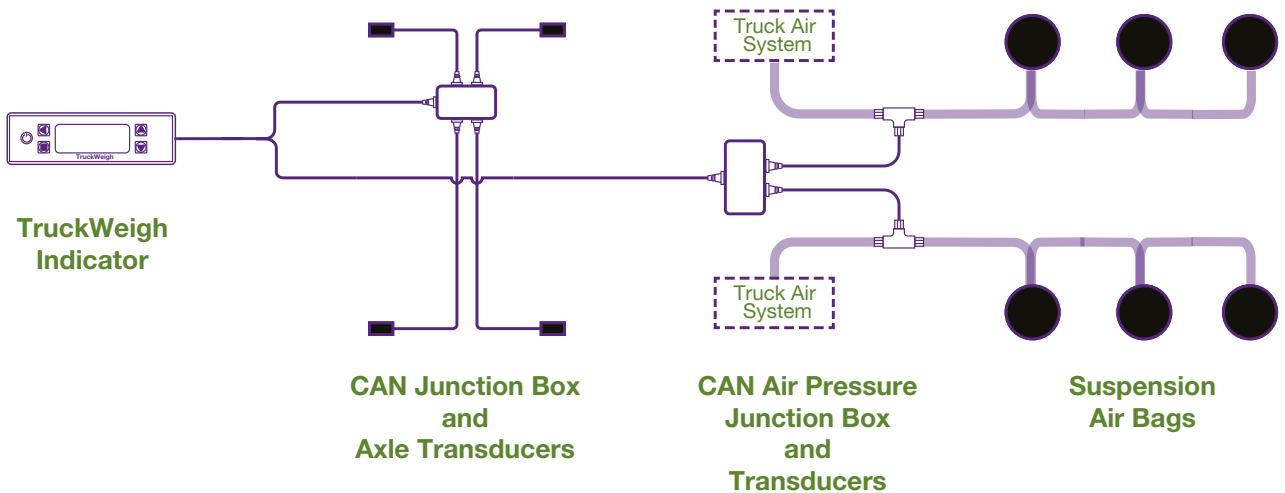 Truck Air
System
TruckWeigh
TruckWeigh
Indicator
Truck Air
System
CAN Junction Box
and
Axle Transducers
CAN Air Pressure
Junction Box
and
Transducers
Suspension
Air Bags